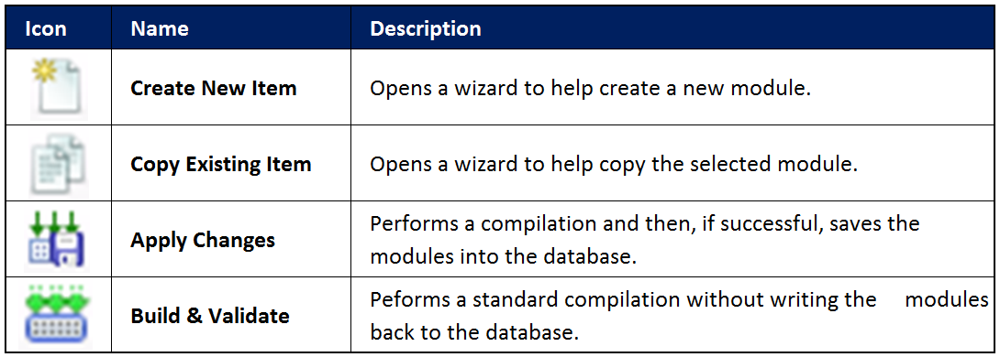 Icon Name Description
Create New Item Opens a wizard to help create a new module.
Copy Existing Item Opens a wizard to help copy the selected module.
Apply Changes Performs a compilation and then, if successful, saves the
modules into the database.
Build & Validate Peforms a standard compilation without writing the modules
back to the database.